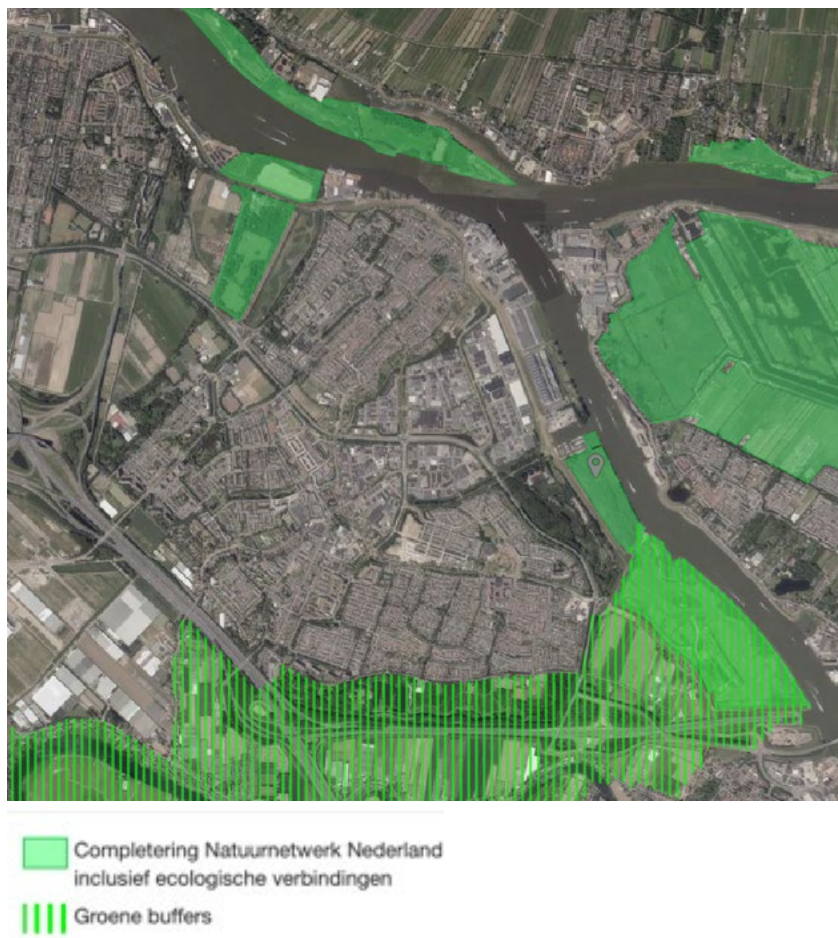 Completering Natuurnetwerk Nederland
inclusief ecologische verbindingen
Groene buffers